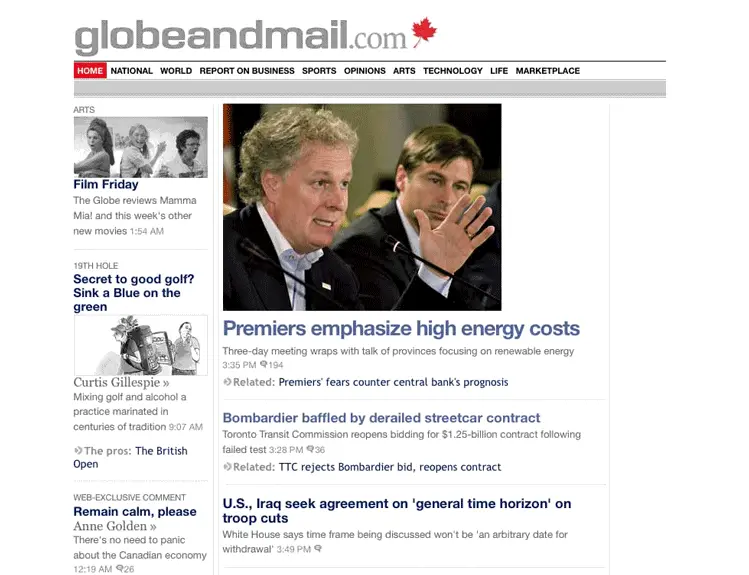 globeandmail.com
HOME NATIONAL WORLD REPORT ON BUSINESS SPORTS OPINIONS ARTS TECHNOLOGY LIFE MARKETPLACE
ARTS
Film Friday
The Globe reviews Mamma
Mia! and this week's other
new movies 1:54 AM
19TH HOLE
Secret to good golf?
Sink a Blue on the
green
Curtis Gillespie »
Mixing golf and alcohol a
practice marinated in
centuries of tradition 9:07 AM
The pros: The British
Open
WEB-EXCLUSIVE COMMENT
Remain calm, please
Anne Golden »
There's no need to panic
about the Canadian economy
12:19 AM 26
Premiers emphasize high energy costs
Three-day meeting wraps with talk of provinces focusing on renewable energy
3:35 PM 194
Related: Premiers' fears counter central bank's prognosis
Bombardier baffled by derailed streetcar contract
Toronto Transit Commission reopens bidding for $1.25-billion contract following
failed test 3:28 PM 36
Related: TTC rejects Bombardier bid, reopens contract
U.S., Iraq seek agreement on 'general time horizon' on
troop cuts
White House says time frame being discussed won't be 'an arbitrary date for
withdrawal' 3:49 PM